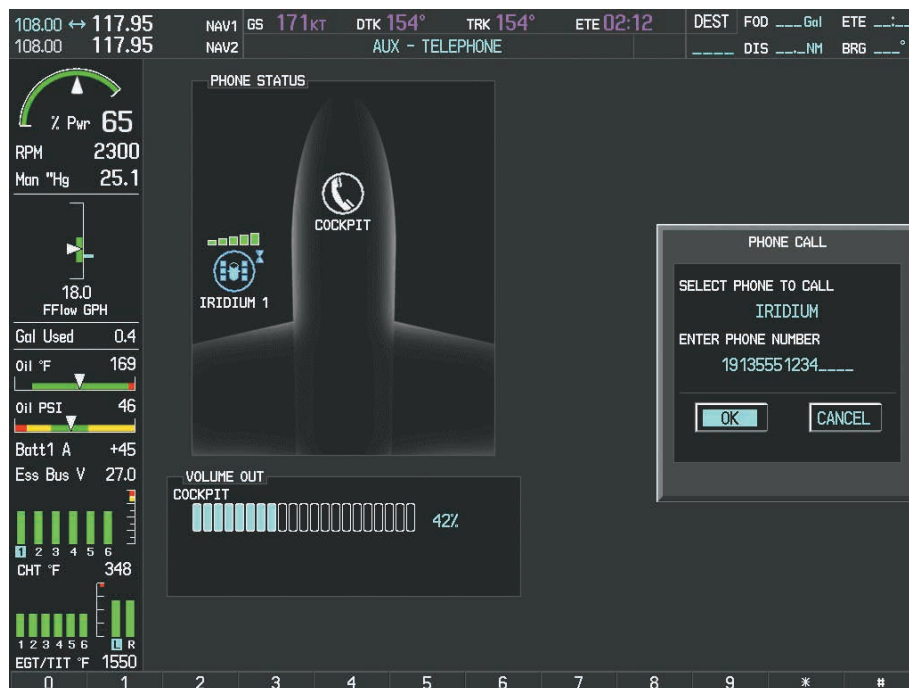 108.00 ↔ 117.95 NAV1 GS 171KT DTK 154° TRK 154° ETE 02:12 DEST FOD ___Gal ETE __:__
108.00 117.95 NAV2 AUX - TELEPHONE ____ DIS __._NM BRG ___°
% Pwr 65
RPM 2300
Man "Hg 25.1
18.0
FFlow GPH
Gal Used 0.4
Oil °F 169
Oil PSI 46
Batt1 A +45
Ess Bus V 27.0
1 2 3 4 5 6
CHT °F 348
1 2 3 4 5 6 L R
EGT/TIT °F 1550
PHONE STATUS
COCKPIT
IRIDIUM 1
VOLUME OUT
COCKPIT
42%
PHONE CALL
SELECT PHONE TO CALL
IRIDIUM
ENTER PHONE NUMBER
19135551234____
OK CANCEL
0 1 2 3 4 5 6 7 8 9 * #